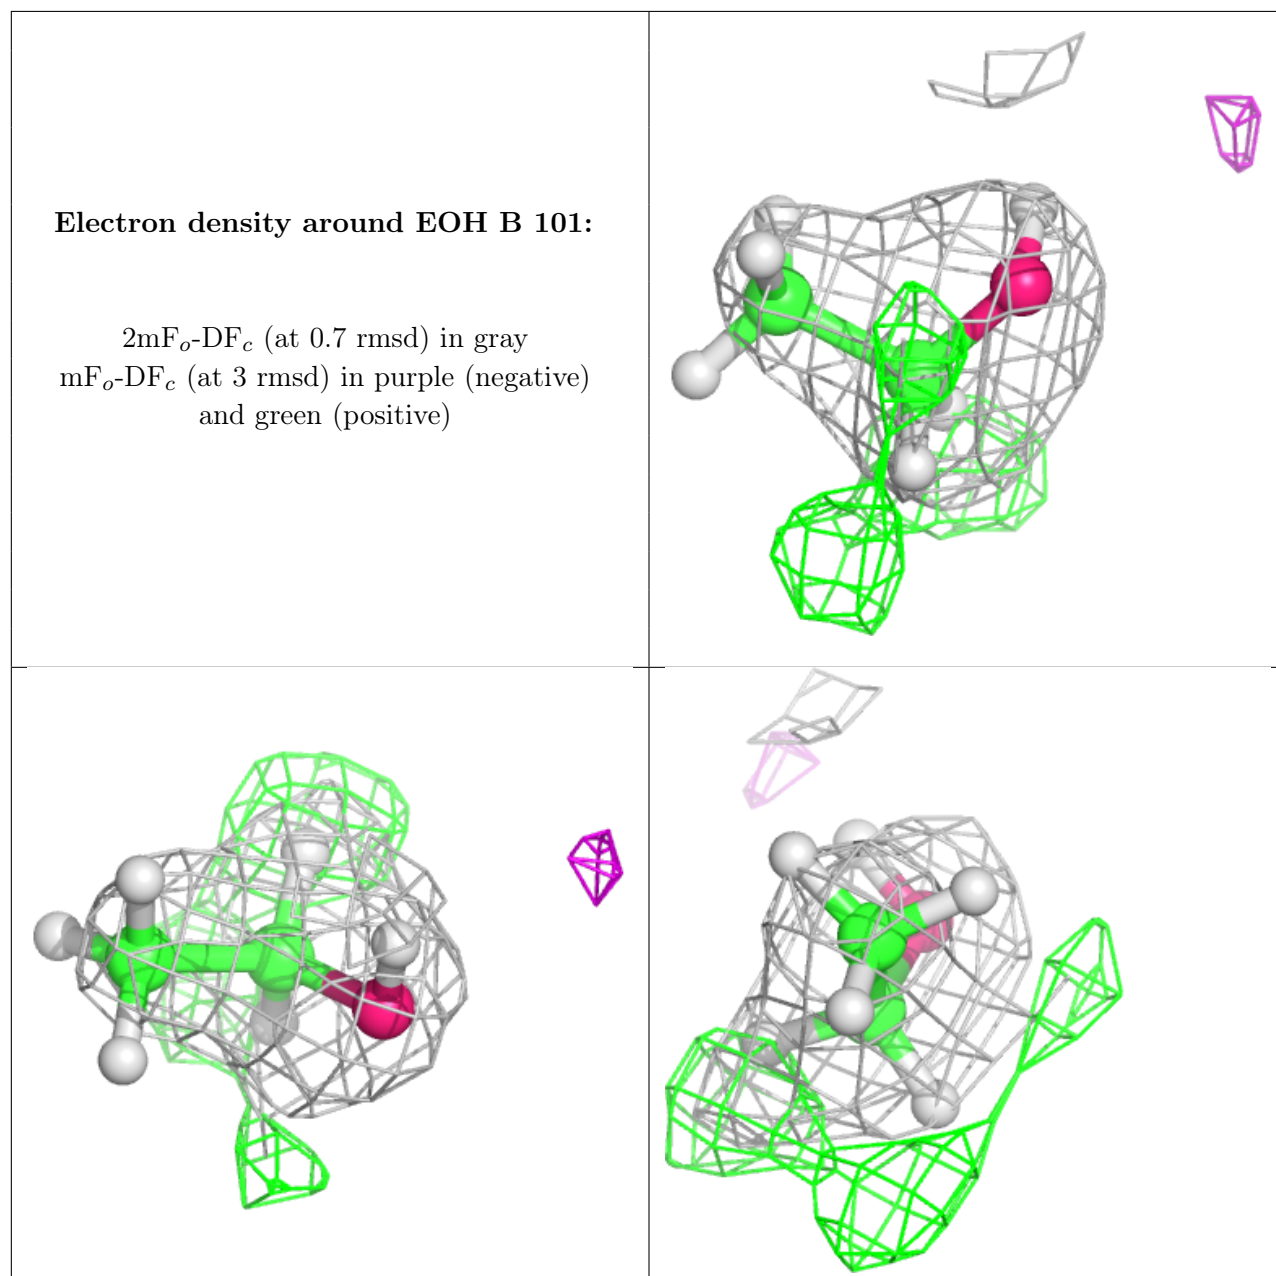 Electron density around EOH B 101:
2mFₒ-DF𝒸 (at 0.7 rmsd) in gray
mFₒ-DF𝒸 (at 3 rmsd) in purple (negative)
and green (positive)